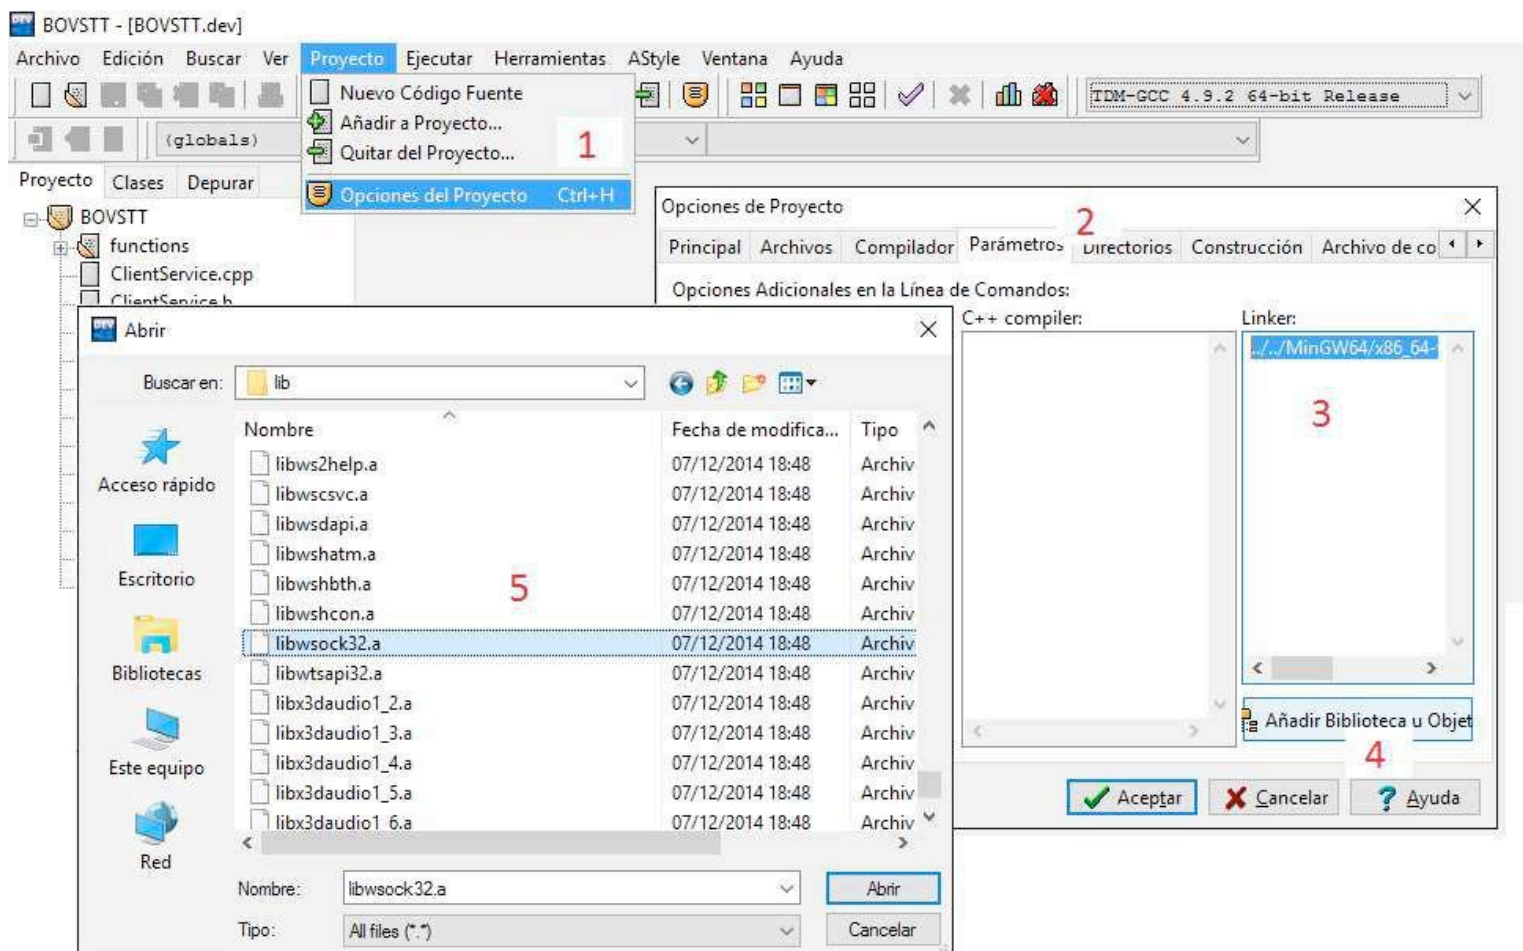 BOVSTT - [BOVSTT.dev]
Archivo Edición Buscar Ver Proyecto Ejecutar Herramientas AStyle Ventana Ayuda
Nuevo Código Fuente
Añadir a Proyecto...
Quitar del Proyecto...
Opciones del Proyecto Ctrl+H
1
TDM-GCC 4.9.2 64-bit Release
(globals)
Proyecto Clases Depurar
BOVSTT
functions
ClientService.cpp
ClientService.h
Opciones de Proyecto
2
Principal Archivos Compilador Parámetros Directorios Construcción Archivo de co
Opciones Adicionales en la Línea de Comandos:
C++ compiler:
Linker:
../../MinGW64/x86_64-
3
Añadir Biblioteca u Objet
4
Aceptar Cancelar Ayuda
Abrir
Buscar en: lib
Acceso rápido
Escritorio
Bibliotecas
Este equipo
Red
Nombre Fecha de modifica... Tipo
libws2help.a 07/12/2014 18:48 Archiv
libwscsvc.a 07/12/2014 18:48 Archiv
libwsdapi.a 07/12/2014 18:48 Archiv
libwshatm.a 07/12/2014 18:48 Archiv
libwshbth.a 07/12/2014 18:48 Archiv
libwshcon.a 07/12/2014 18:48 Archiv
libwsock32.a 07/12/2014 18:48 Archiv
libwtsapi32.a 07/12/2014 18:48 Archiv
libx3daudio1_2.a 07/12/2014 18:48 Archiv
libx3daudio1_3.a 07/12/2014 18:48 Archiv
libx3daudio1_4.a 07/12/2014 18:48 Archiv
libx3daudio1_5.a 07/12/2014 18:48 Archiv
libx3daudio1_6.a 07/12/2014 18:48 Archiv
5
Nombre: libwsock32.a Abrir
Tipo: All files (*.*) Cancelar